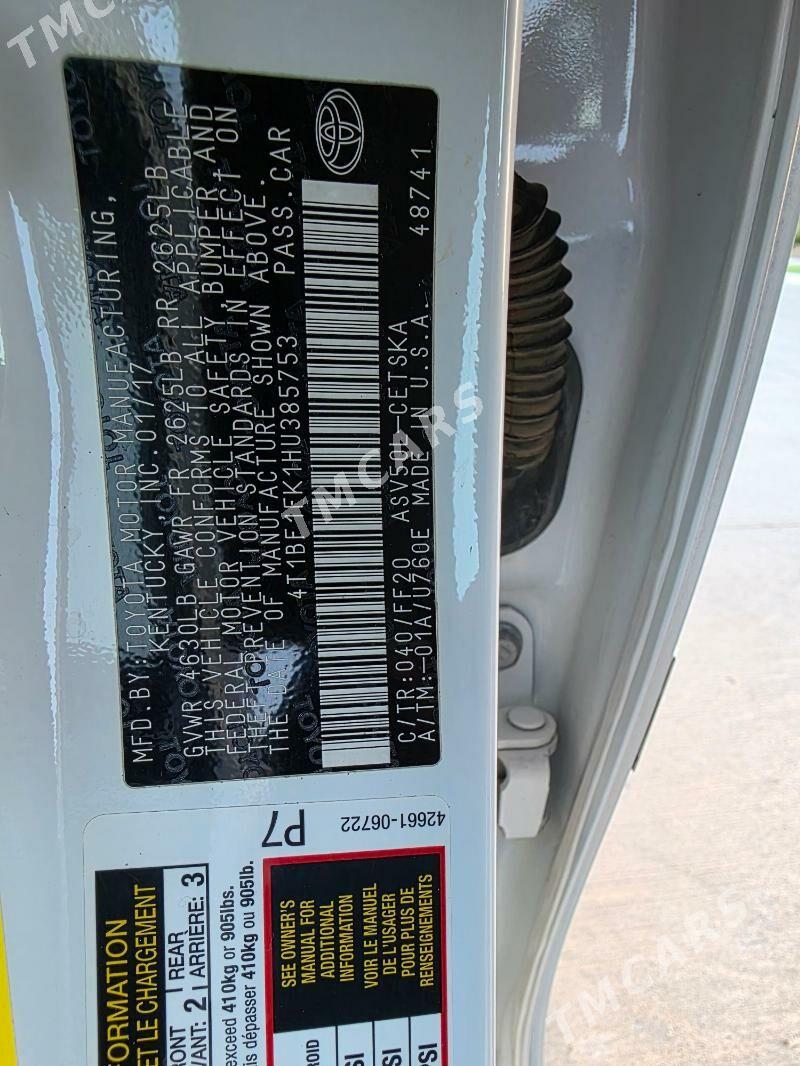 MFD.BY:TOYOTA MOTOR MANUFACTURING,
KENTUCKY INC.01/17
GVWR 4630LB GAWR FR 2625LB RR 2625LB
THIS VEHICLE CONFORMS TO ALL APPLICABLE
FEDERAL MOTOR VEHICLE SAFETY, BUMPER, AND
THEFT PREVENTION STANDARDS IN EFFECT ON
THE DATE OF MANUFACTURE SHOWN ABOVE.
4T1BF1FK1HU385753 PASS.CAR
C/TR:040/FF20 ASV50L-CETSKA
A/TM:-01A/U760E MADE IN U.S.A. 48741
42661-06722
P7
ET LE CHARGEMENT
REAR
2 ARRIÈRE: 3
exceed 410kg or 905lbs.
dépasser 410kg ou 905lb.
SEE OWNER'S
MANUAL FOR
ADDITIONAL
INFORMATION
VOIR LE MANUEL
DE L'USAGER
POUR PLUS DE
RENSEIGNEMENTS
TMCARS
TMCARS
TMCARS